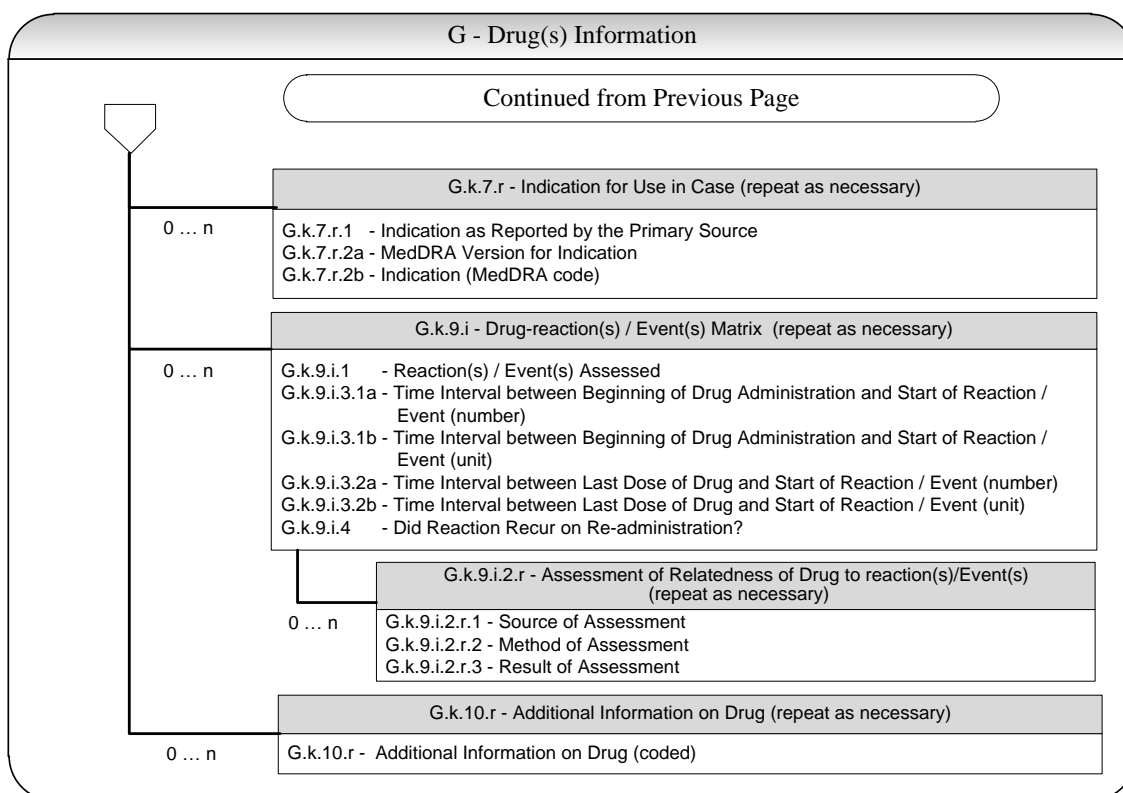 G - Drug(s) Information
Continued from Previous Page
G.k.7.r - Indication for Use in Case (repeat as necessary)
0 … n
G.k.7.r.1 - Indication as Reported by the Primary Source
G.k.7.r.2a - MedDRA Version for Indication
G.k.7.r.2b - Indication (MedDRA code)
G.k.9.i - Drug-reaction(s) / Event(s) Matrix (repeat as necessary)
0 … n
G.k.9.i.1 - Reaction(s) / Event(s) Assessed
G.k.9.i.3.1a - Time Interval between Beginning of Drug Administration and Start of Reaction /
Event (number)
G.k.9.i.3.1b - Time Interval between Beginning of Drug Administration and Start of Reaction /
Event (unit)
G.k.9.i.3.2a - Time Interval between Last Dose of Drug and Start of Reaction / Event (number)
G.k.9.i.3.2b - Time Interval between Last Dose of Drug and Start of Reaction / Event (unit)
G.k.9.i.4 - Did Reaction Recur on Re-administration?
G.k.9.i.2.r - Assessment of Relatedness of Drug to reaction(s)/Event(s)
(repeat as necessary)
0 … n
G.k.9.i.2.r.1 - Source of Assessment
G.k.9.i.2.r.2 - Method of Assessment
G.k.9.i.2.r.3 - Result of Assessment
G.k.10.r - Additional Information on Drug (repeat as necessary)
0 … n
G.k.10.r - Additional Information on Drug (coded)